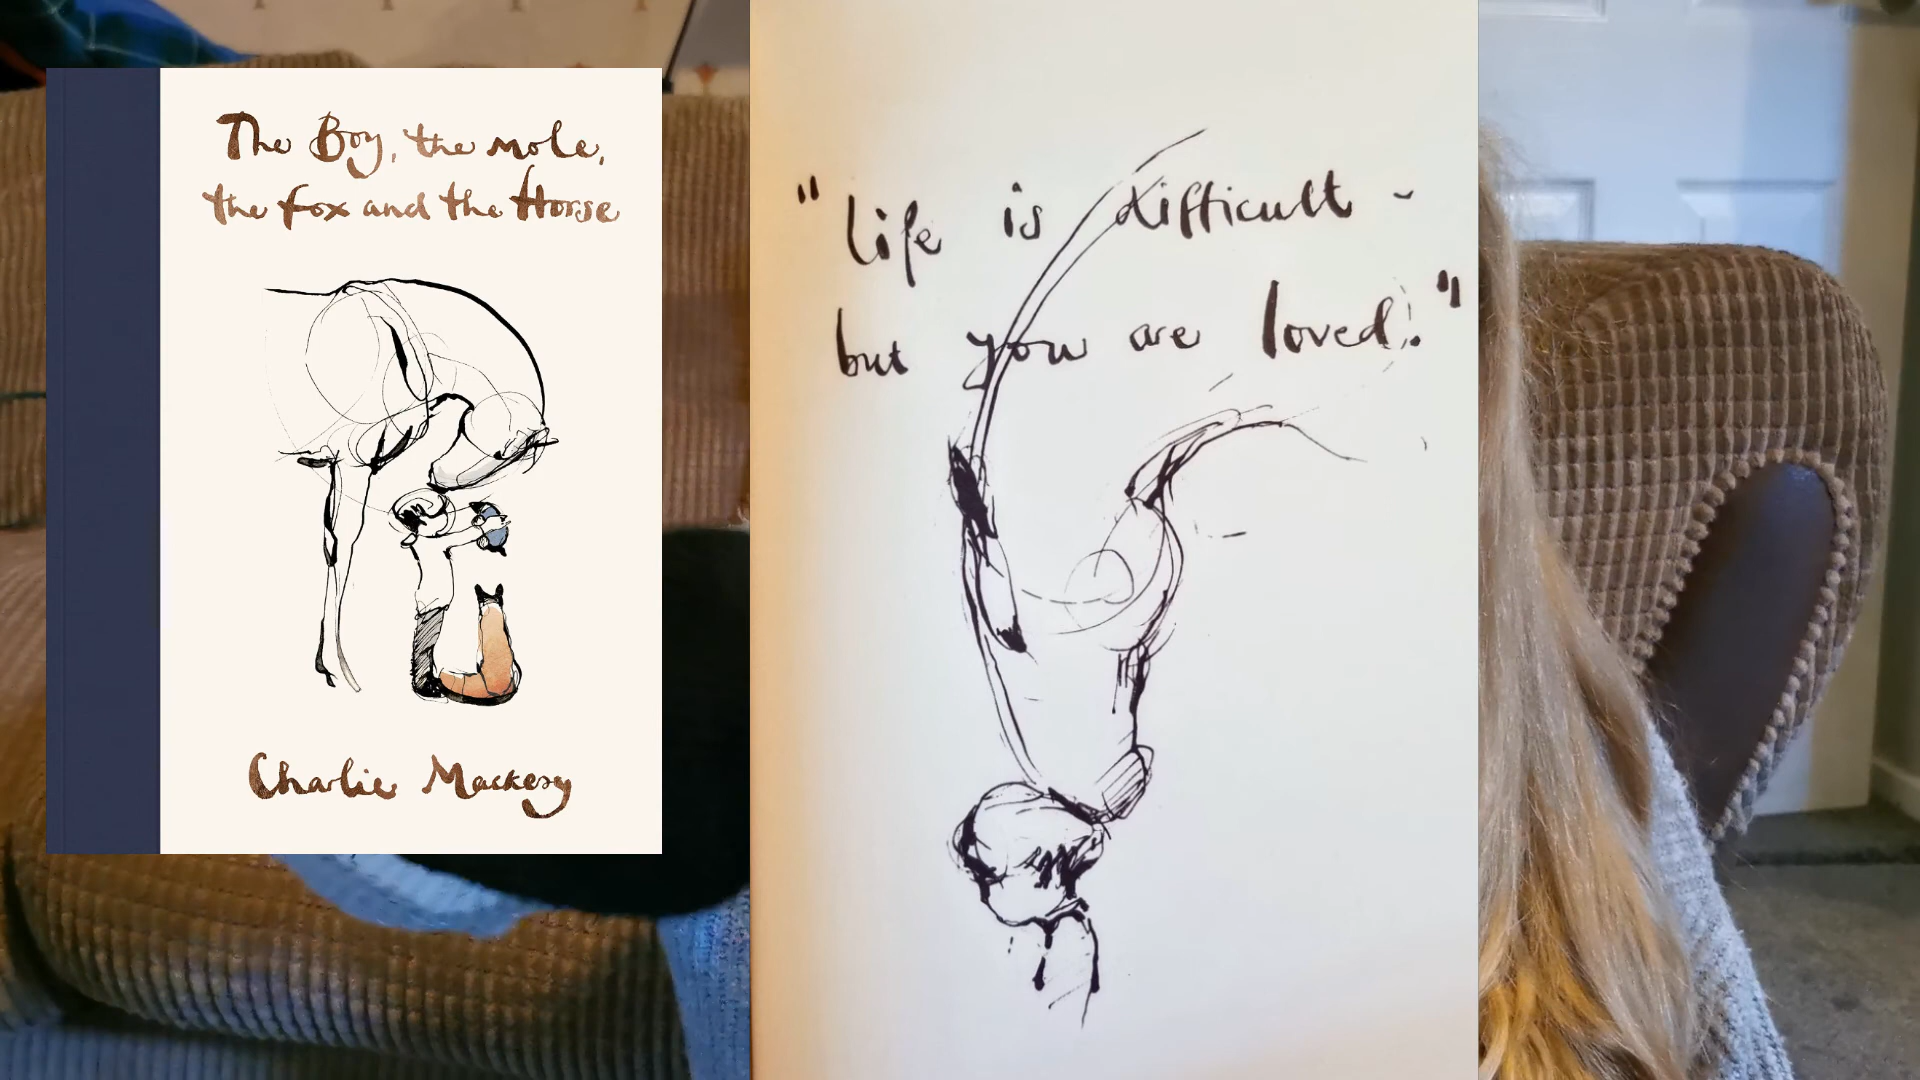 The Boy, the mole,
the fox and the Horse
Charlie Mackesy
"Life is difficult -
but you are loved."